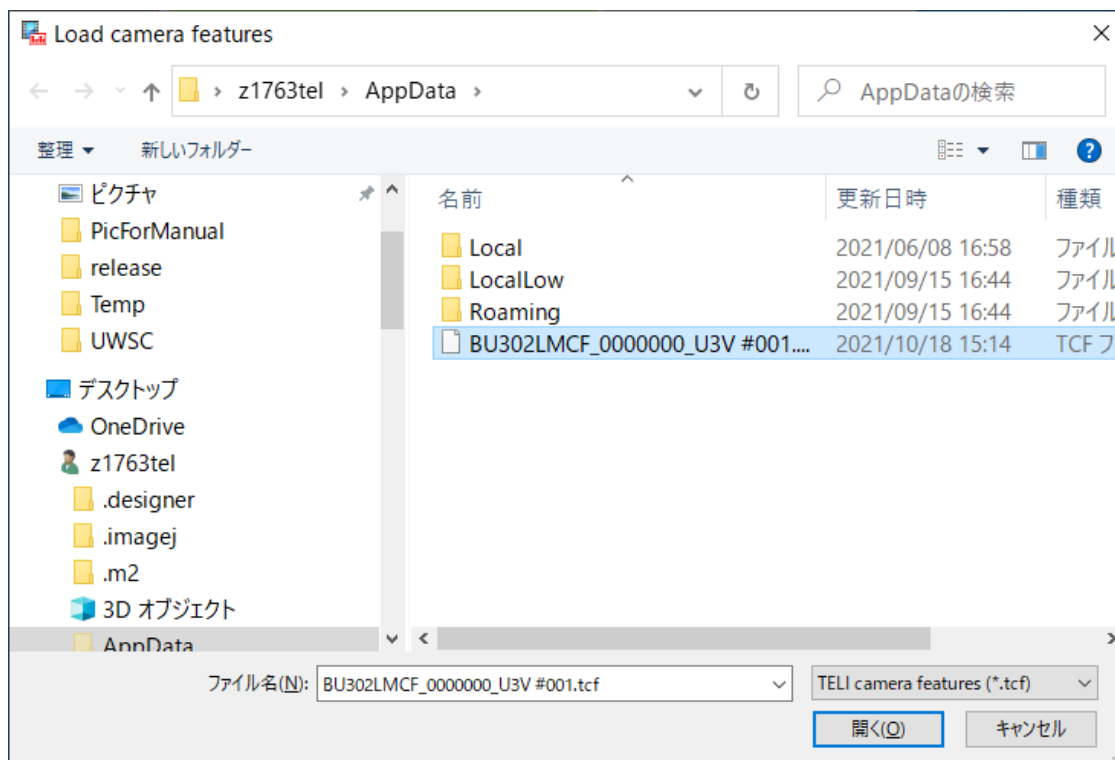 Load camera features
z1763tel › AppData ›
AppDataの検索
整理 新しいフォルダー
ピクチャ
PicForManual
release
Temp
UWSC
デスクトップ
OneDrive
z1763tel
.designer
.imagej
.m2
3D オブジェクト
AppData
名前 更新日時 種類
Local 2021/06/08 16:58 ファイル
LocalLow 2021/09/15 16:44 ファイル
Roaming 2021/09/15 16:44 ファイル
BU302LMCF_0000000_U3V #001.... 2021/10/18 15:14 TCF フ
ファイル名(N): BU302LMCF_0000000_U3V #001.tcf TELI camera features (*.tcf)
開く(O) キャンセル